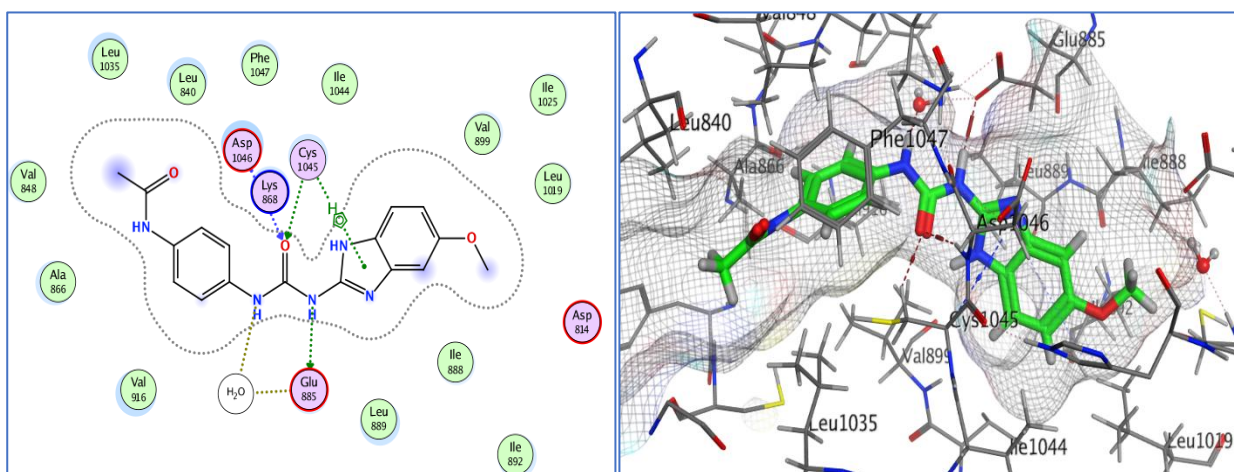 Leu
1035
Leu
840
Phe
1047
Ile
1044
Ile
1025
Asp
1046
Cys
1045
Val
899
Val
848
Lys
868
Leu
1019
O
H
O
HN
O
HN
N
Ala
866
N
H
N
H
Asp
814
Ile
888
Val
916
H₂O
Glu
885
Leu
889
Ile
892
Val848
Glu885
Leu840
Phe1047
Ala866
Leu889
Ile888
Asp1046
Cys1045
Val899
Leu1035
Ile1044
Leu1019